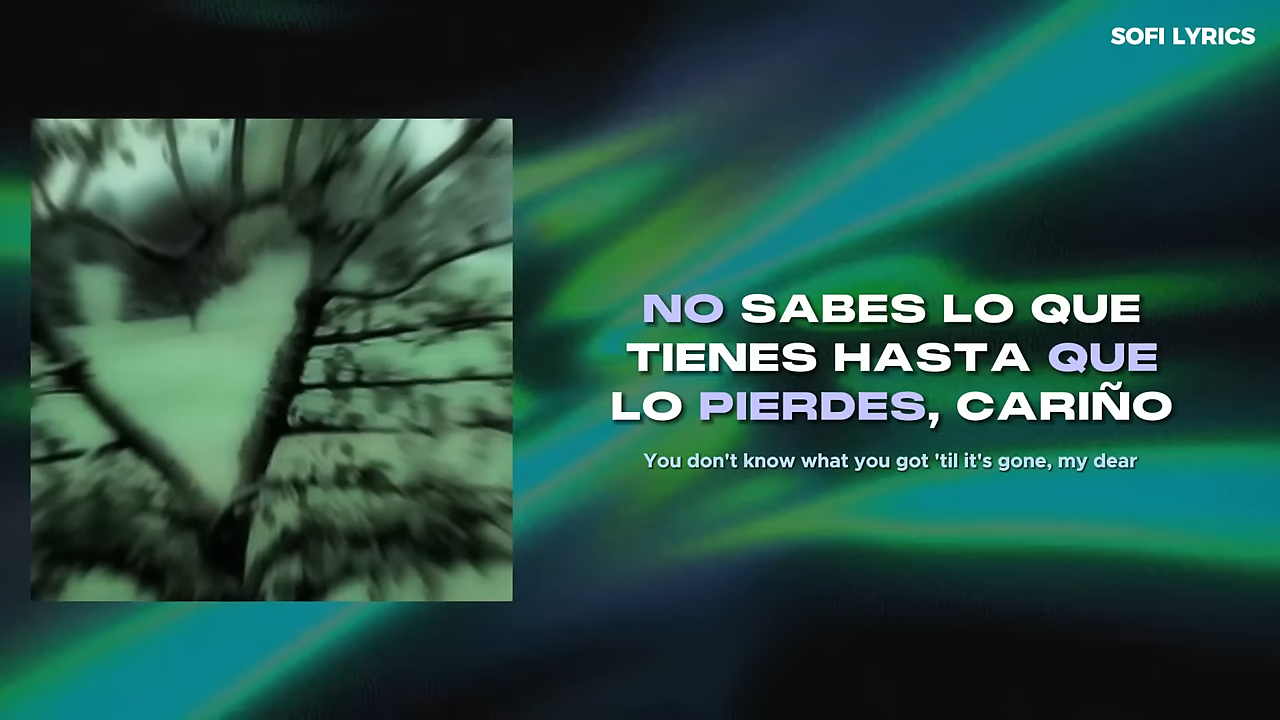 SOFI LYRICS
NO SABES LO QUE
TIENES HASTA QUE
LO PIERDES, CARIÑO
You don't know what you got 'til it's gone, my dear